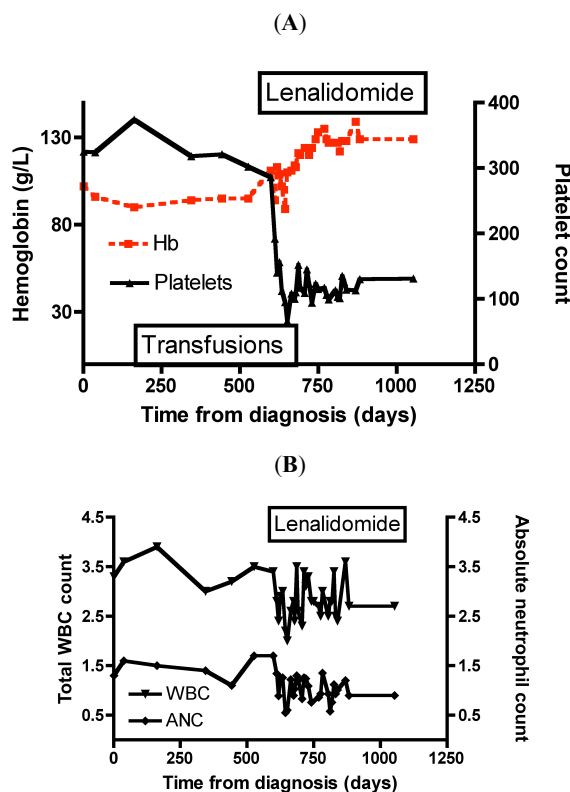 (A)
Lenalidomide
130
80
30
Hemoglobin (g/L)
Hb
Platelets
Transfusions
400
300
200
100
0
Platelet count
0 250 500 750 1000 1250
Time from diagnosis (days)
(B)
4.5
3.5
2.5
1.5
0.5
Total WBC count
Lenalidomide
WBC
ANC
4.5
3.5
2.5
1.5
0.5
Absolute neutrophil count
0 250 500 750 1000 1250
Time from diagnosis (days)